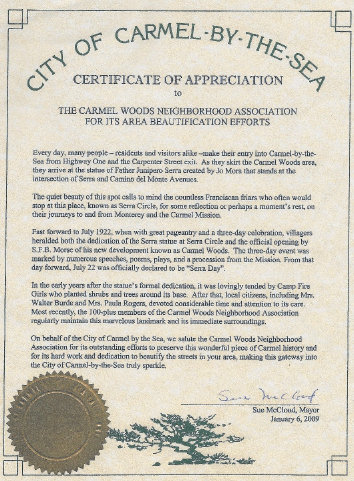 CITY OF CARMEL-BY-THE-SEA
CERTIFICATE OF APPRECIATION
to
THE CARMEL WOODS NEIGHBORHOOD ASSOCIATION
FOR ITS AREA BEAUTIFICATION EFFORTS
Every day, many people – residents and visitors alike –make their entry into Carmel-by-the-
Sea from Highway One and the Carpenter Street exit. As they skirt the Carmel Woods area,
they arrive at the statue of Father Junipero Serra created by Jo Mora that stands at the
intersection of Serra and Camino del Monte Avenues.
The quiet beauty of this spot calls to mind the countless Franciscan friars who often would
stop at this place, known as Serra Circle, for some reflection or perhaps a moment's rest, on
their journeys to and from Monterey and the Carmel Mission.
Fast forward to July 1922, when with great pageantry and a three-day celebration, villagers
heralded both the dedication of the Serra statue at Serra Circle and the official opening by
S.F.B. Morse of his new development known as Carmel Woods. The three-day event was
marked by numerous speeches, poems, plays, and a procession from the Mission. From that
day forward, July 22 was officially declared to be "Serra Day".
In the early years after the statue's formal dedication, it was lovingly tended by Camp Fire
Girls who planted shrubs and trees around its base. After that, local citizens, including Mrs.
Walter Burde and Mrs. Paula Rogers, devoted considerable time and attention to its care.
Most recently, the 100-plus members of the Carmel Woods Neighborhood Association
regularly maintain this marvelous landmark and its immediate surroundings.
On behalf of the City of Carmel by the Sea, we salute the Carmel Woods Neighborhood
Association for its outstanding efforts to preserve this wonderful piece of Carmel history and
for its hard work and dedication to beautify the streets in your area, making this gateway into
the City of Carmel-by-the-Sea truly sparkle.
Sue McCloud
Sue McCloud, Mayor
January 6, 2009